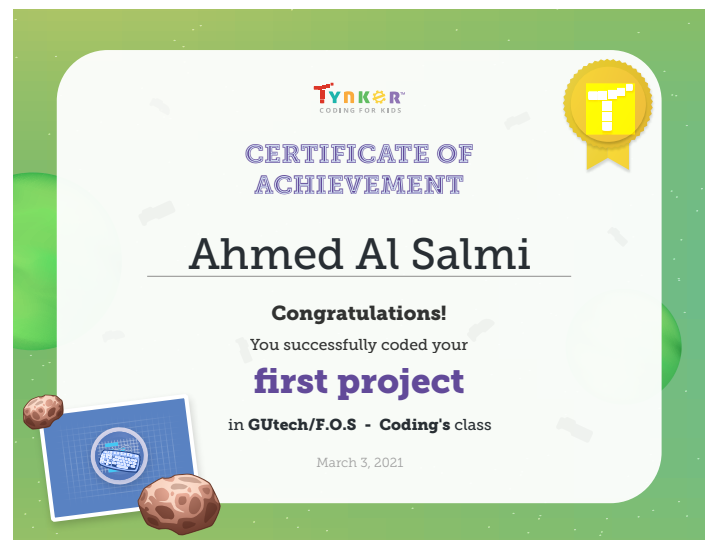 TYNKER™
CODING FOR KIDS
T
CERTIFICATE OF
ACHIEVEMENT
Ahmed Al Salmi
Congratulations!
You successfully coded your
first project
in GUtech/F.O.S - Coding's class
March 3, 2021